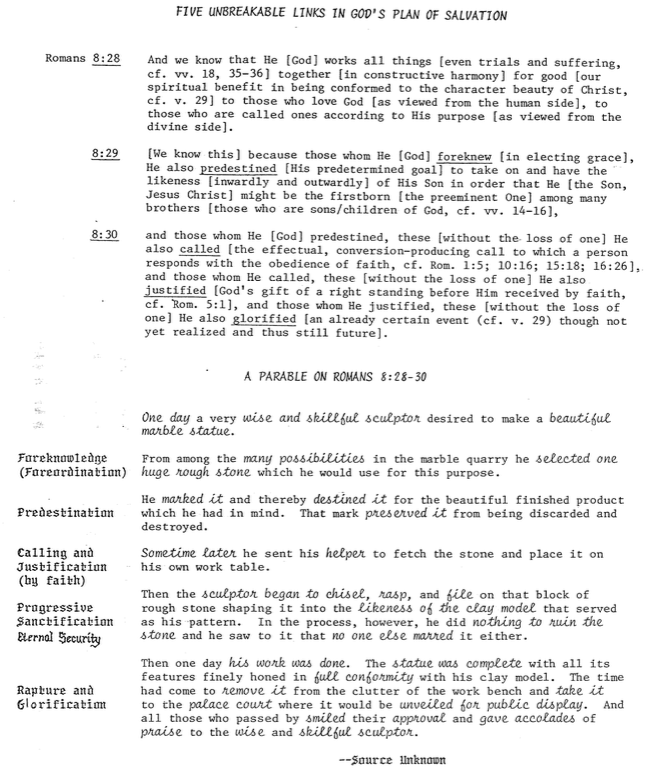 FIVE UNBREAKABLE LINKS IN GOD'S PLAN OF SALVATION
Romans 8:28 And we know that He [God] works all things [even trials and suffering,
cf. vv. 18, 35-36] together [in constructive harmony] for good [our
spiritual benefit in being conformed to the character beauty of Christ,
cf. v. 29] to those who love God [as viewed from the human side], to
those who are called ones according to His purpose [as viewed from the
divine side].
8:29 [We know this] because those whom He [God] foreknew [in electing grace],
He also predestined [His predetermined goal] to take on and have the
likeness [inwardly and outwardly] of His Son in order that He [the Son,
Jesus Christ] might be the firstborn [the preeminent One] among many
brothers [those who are sons/children of God, cf. vv. 14-16],
8:30 and those whom He [God] predestined, these [without the loss of one] He
also called [the effectual, conversion-producing call to which a person
responds with the obedience of faith, cf. Rom. 1:5; 10:16; 15:18; 16:26],
and those whom He called, these [without the loss of one] He also
justified [God's gift of a right standing before Him received by faith,
cf. Rom. 5:1], and those whom He justified, these [without the loss of
one] He also glorified [an already certain event (cf. v. 29) though not
yet realized and thus still future].
A PARABLE ON ROMANS 8:28-30
One day a very wise and skillful sculptor desired to make a beautiful
marble statue.
Foreknowledge From among the many possibilities in the marble quarry he selected one
(Foreordination) huge rough stone which he would use for this purpose.
He marked it and thereby destined it for the beautiful finished product
Predestination which he had in mind. That mark preserved it from being discarded and
destroyed.
Calling and Sometime later he sent his helper to fetch the stone and place it on
Justification his own work table.
(by faith)
Then the sculptor began to chisel, rasp, and file on that block of
Progressive rough stone shaping it into the likeness of the clay model that served
Sanctification as his pattern. In the process, however, he did nothing to ruin the
Eternal Security stone and he saw to it that no one else marred it either.
Then one day his work was done. The statue was complete with all its
features finely honed in full conformity with his clay model. The time
Rapture and had come to remove it from the clutter of the work bench and take it
Glorification to the palace court where it would be unveiled for public display. And
all those who passed by smiled their approval and gave accolades of
praise to the wise and skillful sculptor.
--Source Unknown